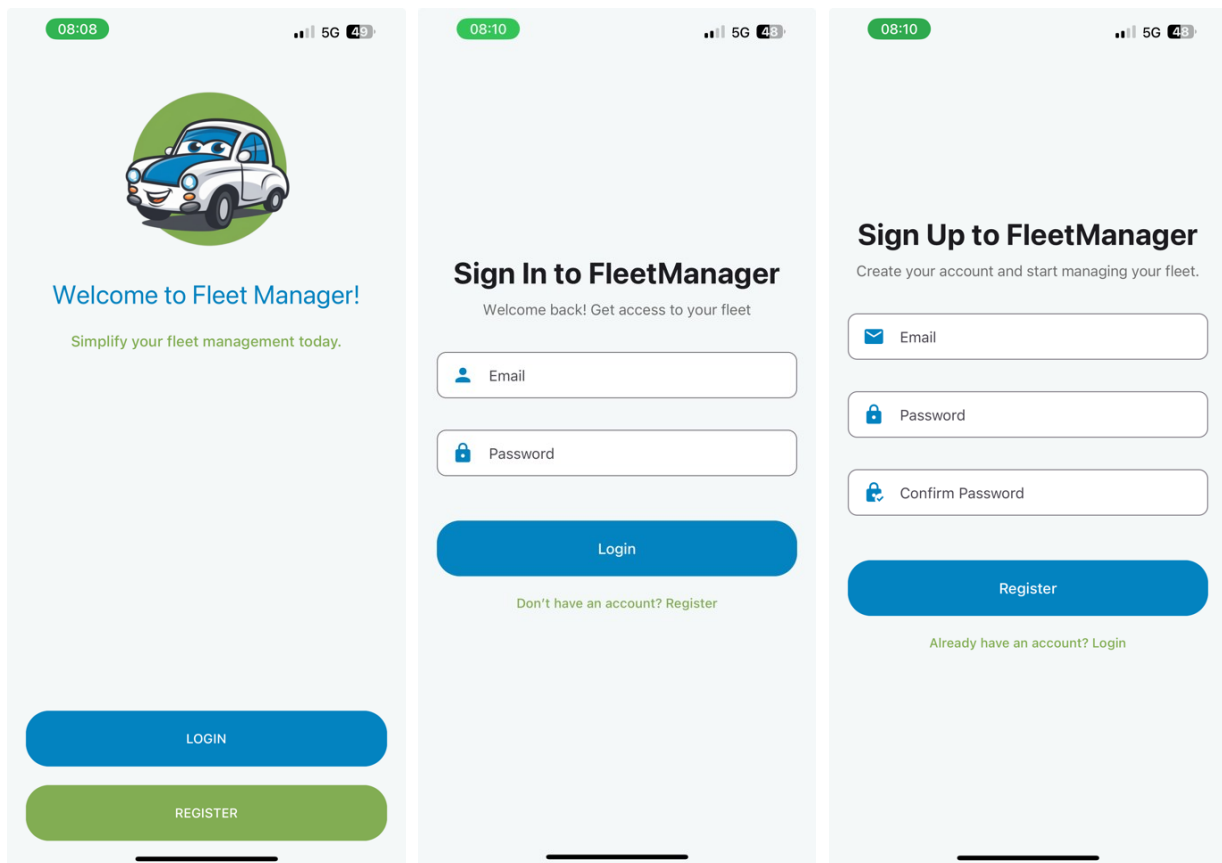 08:08
5G 49
Welcome to Fleet Manager!
Simplify your fleet management today.
LOGIN
REGISTER
08:10
5G 48
Sign In to FleetManager
Welcome back! Get access to your fleet
Email
Password
Login
Don't have an account? Register
08:10
5G 48
Sign Up to FleetManager
Create your account and start managing your fleet.
Email
Password
Confirm Password
Register
Already have an account? Login